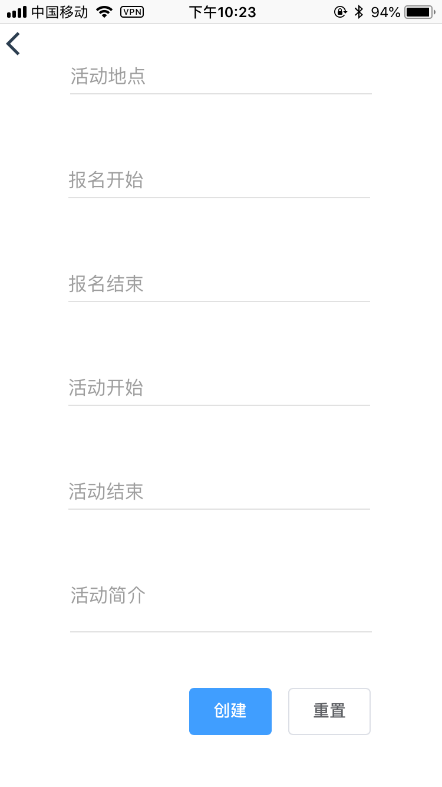 中国移动 VPN 下午10:23 94%
活动地点
报名开始
报名结束
活动开始
活动结束
活动简介
创建 重置